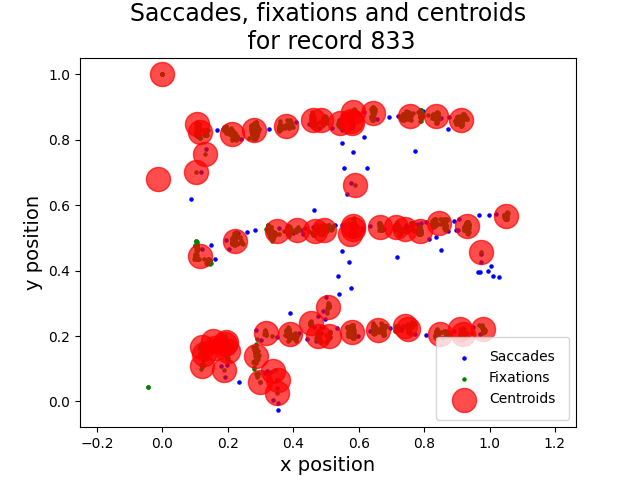 Saccades, fixations and centroids
for record 833
y position
1.0
0.8
0.6
0.4
0.2
0.0
−0.2
0.0
0.2
0.4
0.6
0.8
1.0
1.2
x position
Saccades
Fixations
Centroids